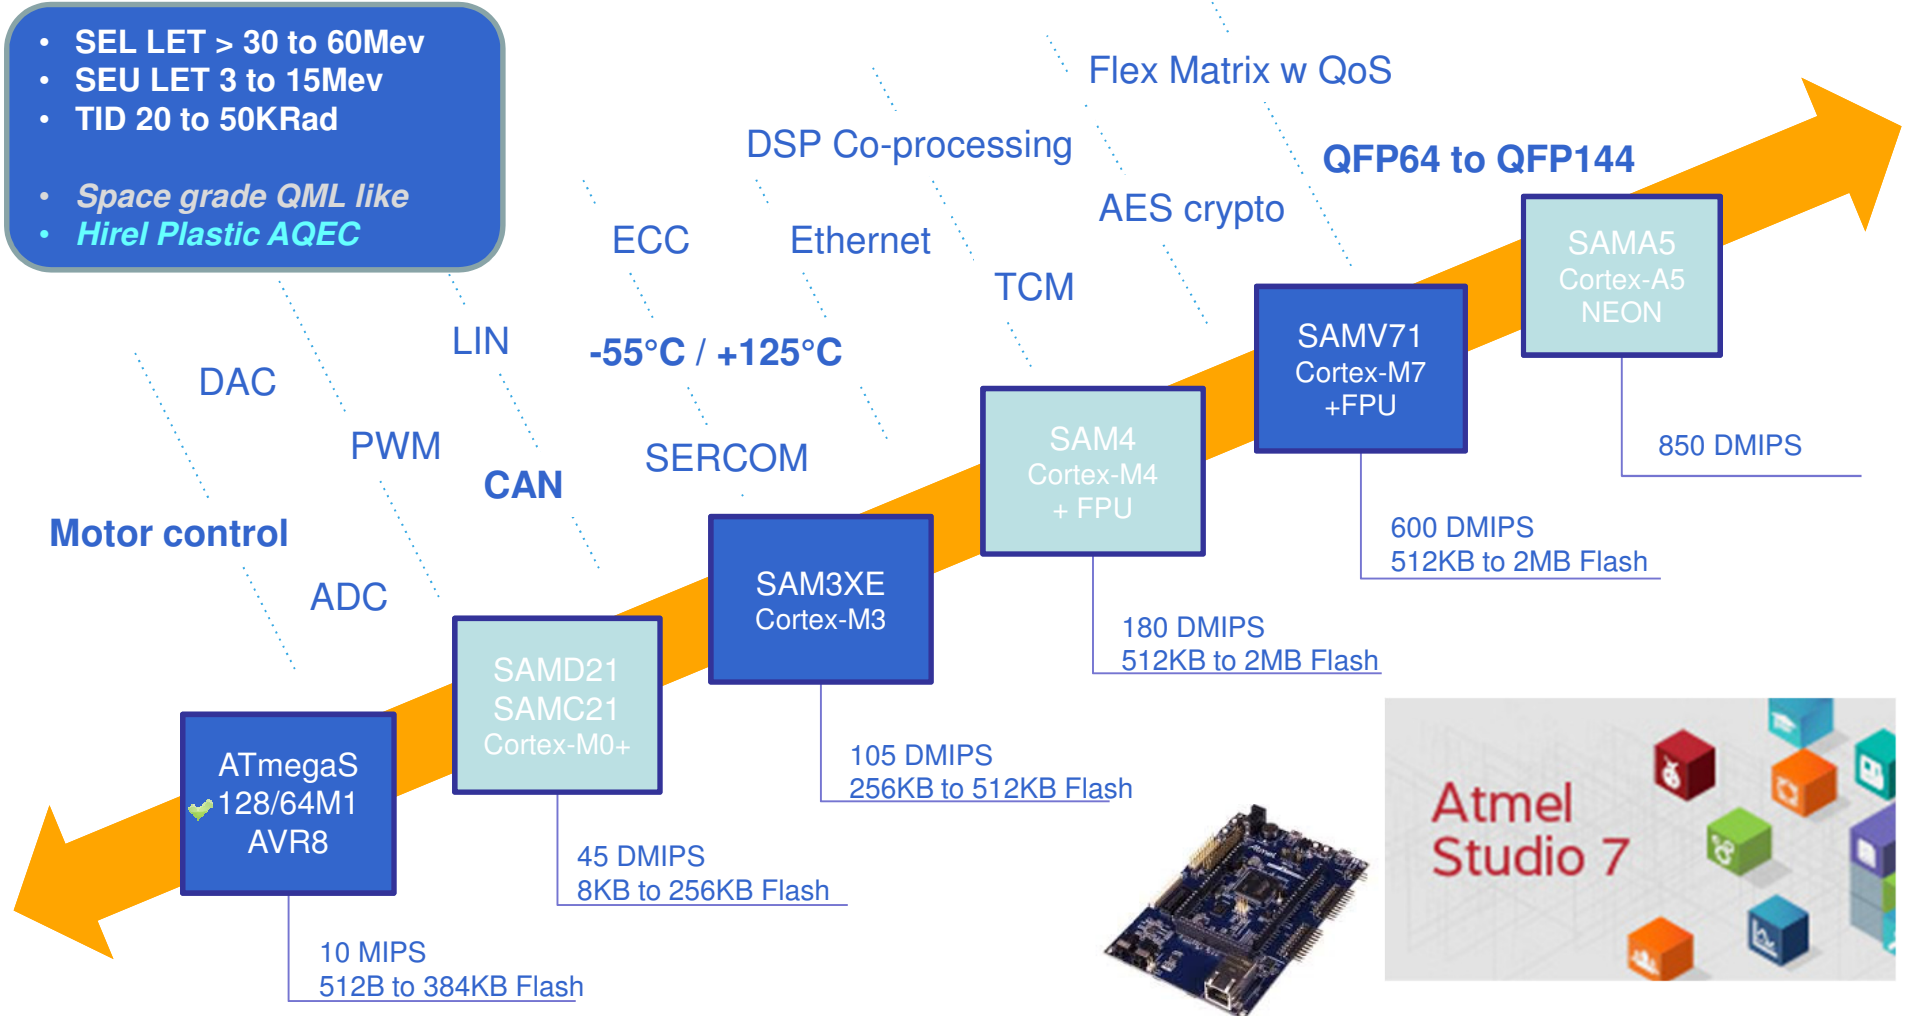 • SEL LET > 30 to 60Mev
• SEU LET 3 to 15Mev
• TID 20 to 50KRad
• Space grade QML like
• Hirel Plastic AQEC
Flex Matrix w QoS
DSP Co-processing
QFP64 to QFP144
AES crypto
ECC
Ethernet
TCM
LIN
-55°C / +125°C
DAC
PWM
SERCOM
CAN
Motor control
ADC
SAMA5
Cortex-A5
NEON
850 DMIPS
SAMV71
Cortex-M7
+FPU
600 DMIPS
512KB to 2MB Flash
SAM4
Cortex-M4
+ FPU
180 DMIPS
512KB to 2MB Flash
SAM3XE
Cortex-M3
105 DMIPS
256KB to 512KB Flash
SAMD21
SAMC21
Cortex-M0+
45 DMIPS
8KB to 256KB Flash
ATmegaS
128/64M1
AVR8
10 MIPS
512B to 384KB Flash
Atmel
Atmel
Studio 7